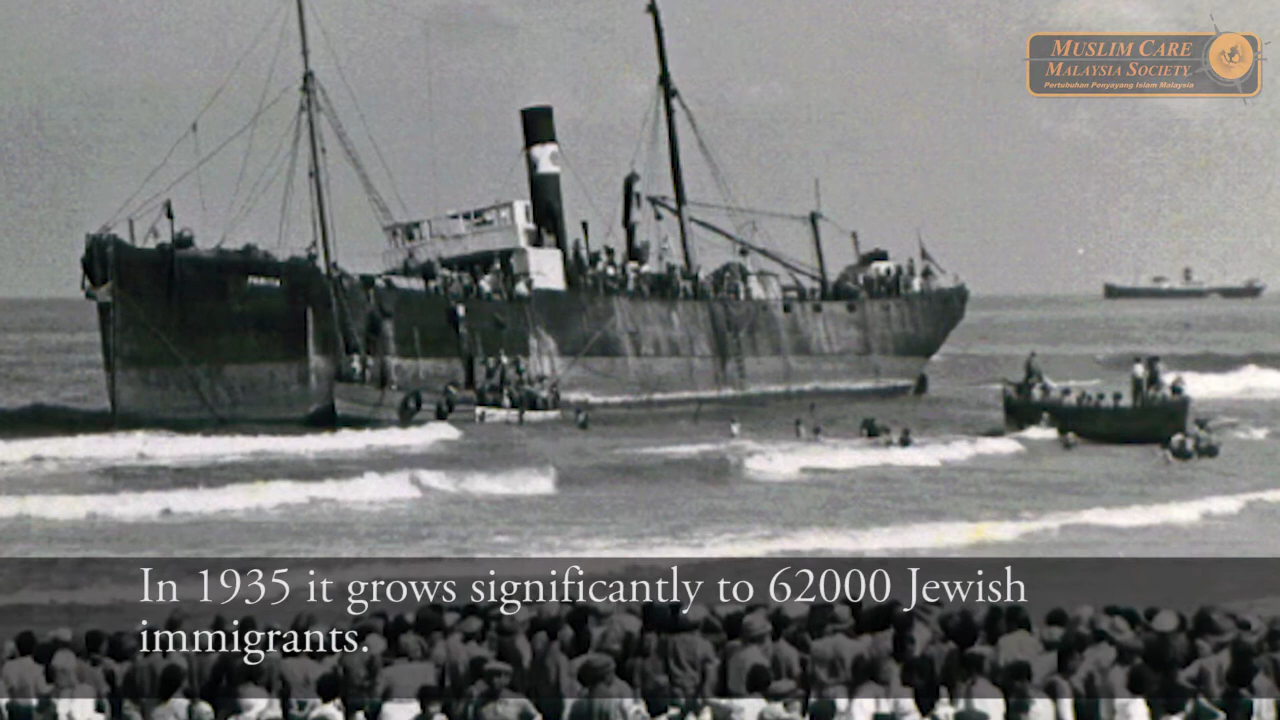 MUSLIM CARE
MALAYSIA SOCIETY
Pertubuhan Penyayang Islam Malaysia
In 1935 it grows significantly to 62000 Jewish
immigrants.